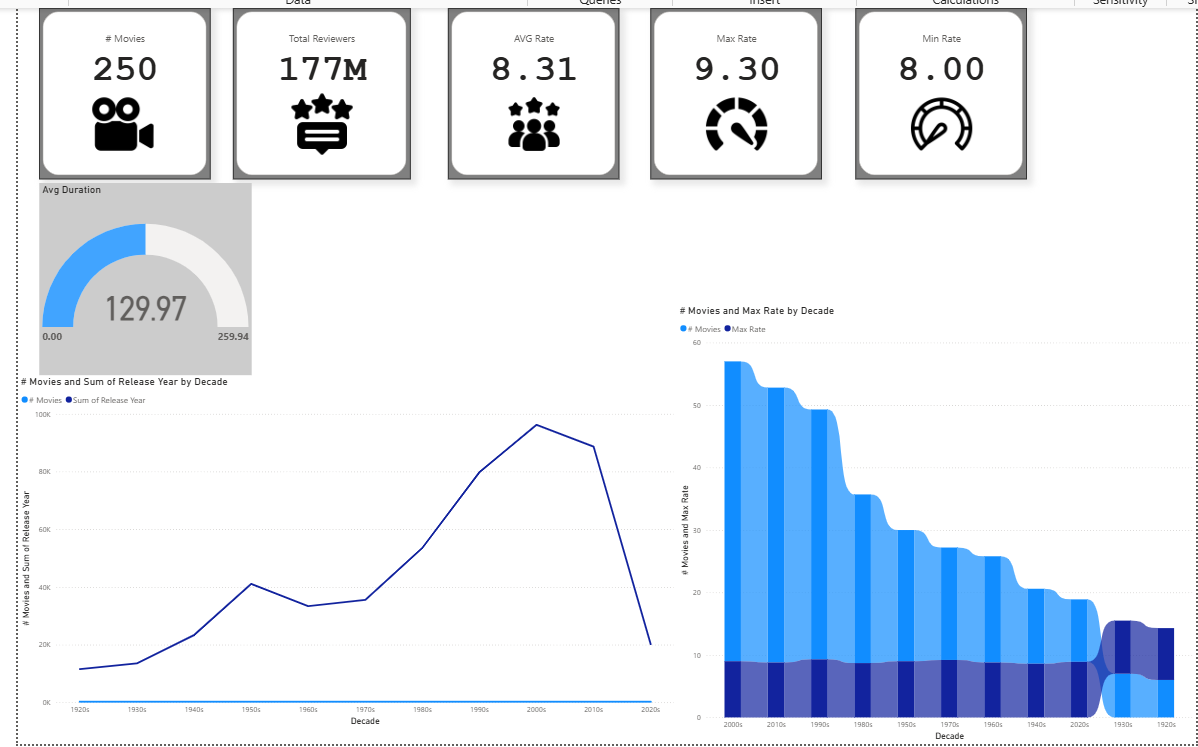 Data Queries Insert Calculations Sensitivity
# Movies
250
Total Reviewers
177M
AVG Rate
8.31
Max Rate
9.30
Min Rate
8.00
Avg Duration
129.97
0.00 259.94
# Movies and Sum of Release Year by Decade
# Movies Sum of Release Year
# Movies and Sum of Release Year
100K
80K
60K
40K
20K
0K
1920s 1930s 1940s 1950s 1960s 1970s 1980s 1990s 2000s 2010s 2020s
Decade
# Movies and Max Rate by Decade
# Movies Max Rate
# Movies and Max Rate
60
50
40
30
20
10
0
2000s 2010s 1990s 1980s 1950s 1970s 1960s 1940s 2020s 1930s 1920s
Decade